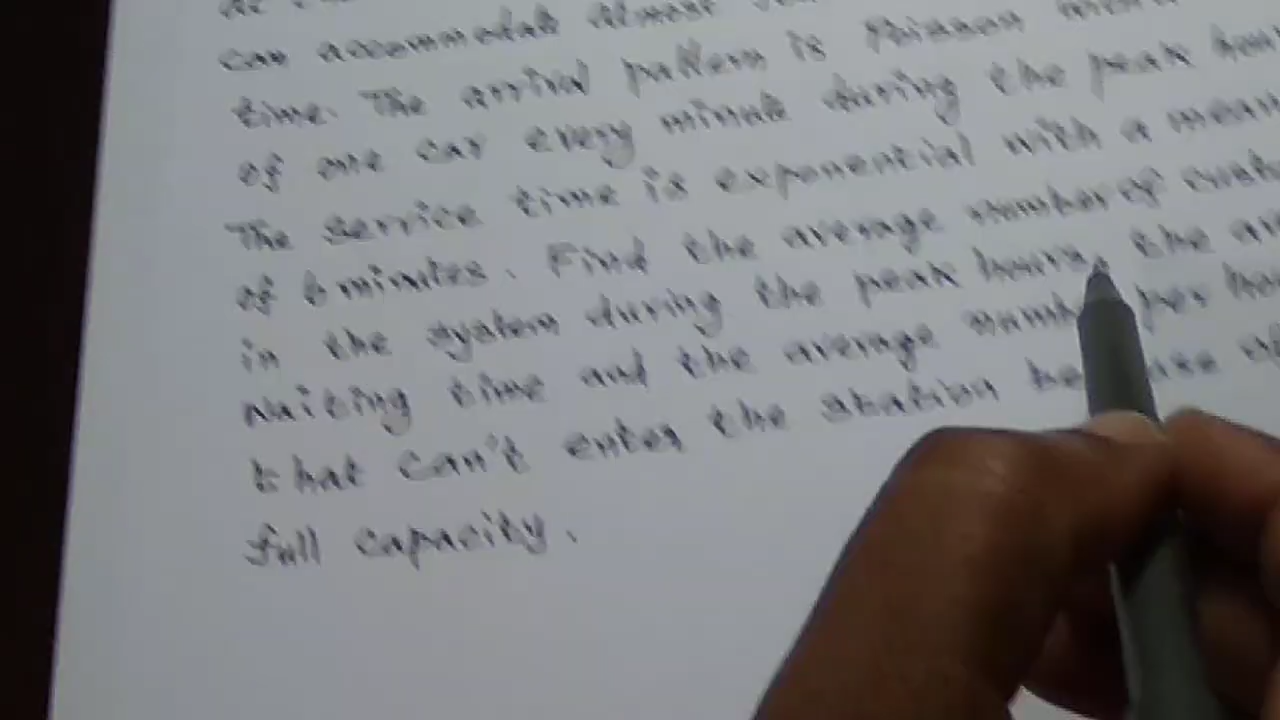 can accommodate almost
time. The arrival pattern is Poisson
of one car every minute during the peak
The service time is exponential with a mean
of 6 minutes. Find the average number of
in the system during the peak hours, the
waiting time and the average per
that can't enter the station of
full capacity.